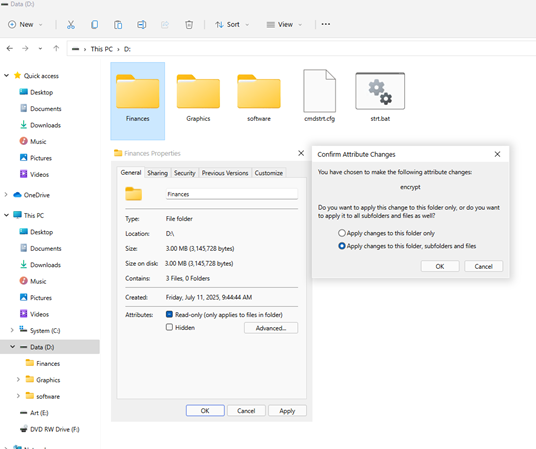 Data (D:)
New
Sort
View
This PC > D:
Quick access
Desktop
Documents
Downloads
Music
Pictures
Videos
OneDrive
This PC
Desktop
Documents
Downloads
Music
Pictures
Videos
System (C:)
Data (D:)
Finances
Graphics
software
Art (E:)
DVD RW Drive (F:)
Finances
Graphics
software
cmdstrt.cfg
strt.bat
Finances Properties
General
Sharing
Security
Previous Versions
Customize
Finances
Type: File folder
Location: D:\
Size: 3.00 MB (3,145,728 bytes)
Size on disk: 3.00 MB (3,145,728 bytes)
Contains: 3 Files, 0 Folders
Created: Friday, July 11, 2025, 9:44:44 AM
Attributes: Read-only (only applies to files in folder)
Hidden
Advanced...
OK
Cancel
Apply
Confirm Attribute Changes
You have chosen to make the following attribute changes:
encrypt
Do you want to apply this change to this folder only, or do you
want to apply it to all subfolders and files as well?
Apply changes to this folder only
Apply changes to this folder, subfolders and files
OK
Cancel